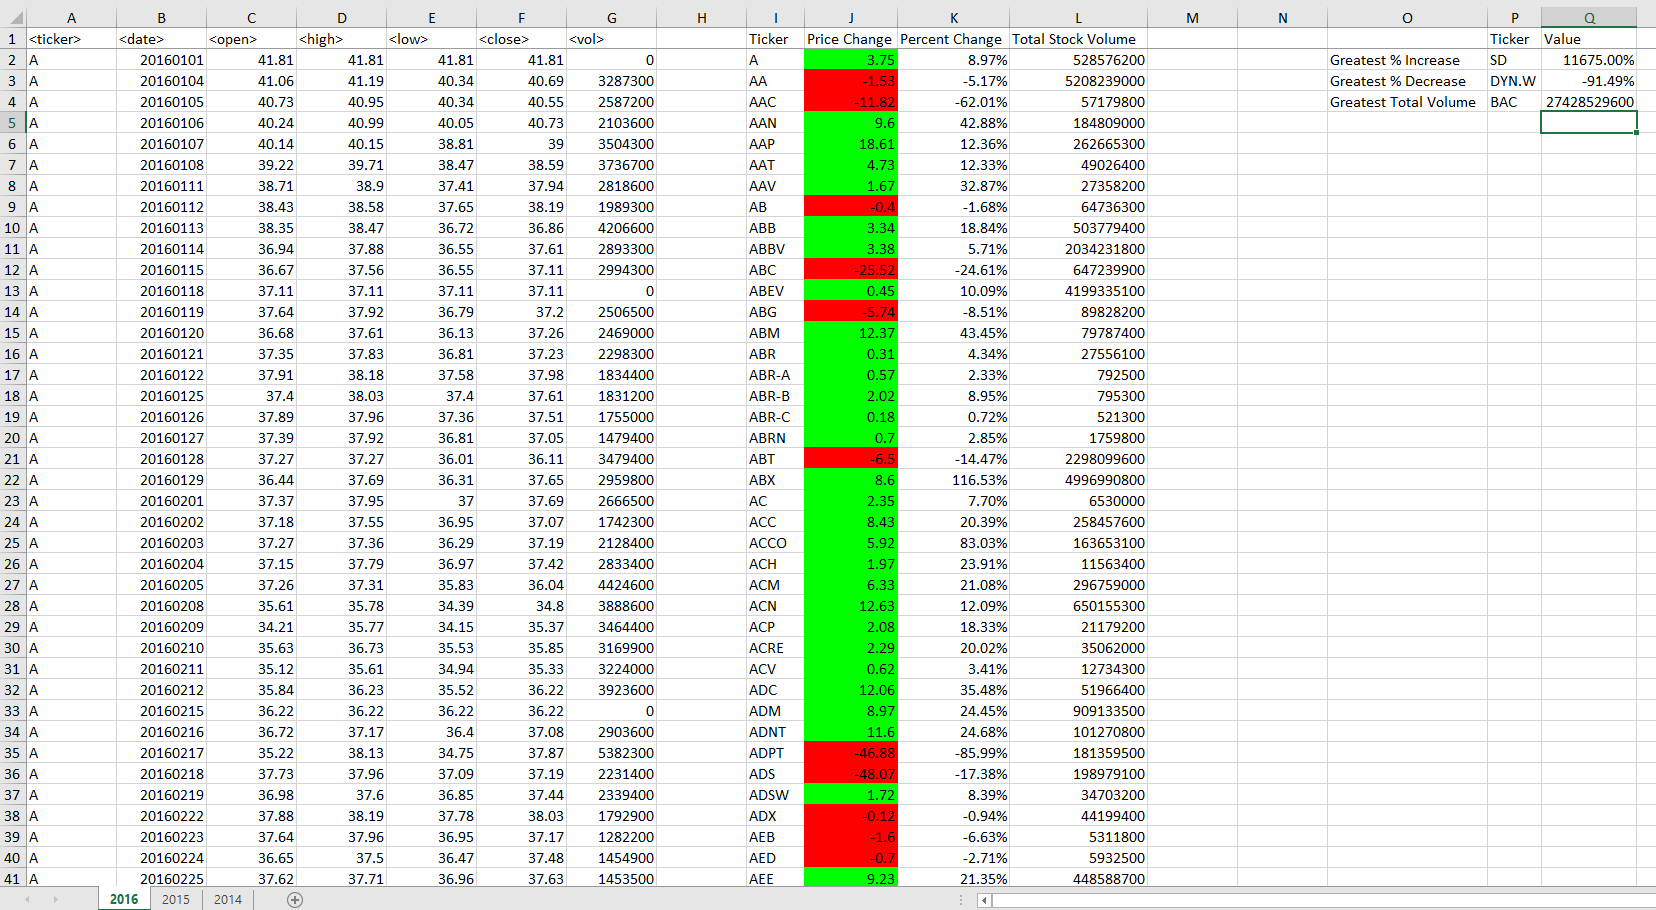 A B C D E F G H I J K L M N O P Q
1 <ticker> <date> <open> <high> <low> <close> <vol> Ticker Price Change Percent Change Total Stock Volume Ticker Value
2 A 20160101 41.81 41.81 41.81 41.81 0 A 3.75 8.97% 528576200 Greatest % Increase SD 11675.00%
3 A 20160104 41.06 41.19 40.34 40.69 3287300 AA -1.53 -5.17% 5208239000 Greatest % Decrease DYN.W -91.49%
4 A 20160105 40.73 40.95 40.34 40.55 2587200 AAC -11.82 -62.01% 57179800 Greatest Total Volume BAC 27428529600
5 A 20160106 40.24 40.99 40.05 40.73 2103600 AAN 9.6 42.88% 184809000
6 A 20160107 40.14 40.15 38.81 39 3504300 AAP 18.61 12.36% 262665300
7 A 20160108 39.22 39.71 38.47 38.59 3736700 AAT 4.73 12.33% 49026400
8 A 20160111 38.71 38.9 37.41 37.94 2818600 AAV 1.67 32.87% 27358200
9 A 20160112 38.43 38.58 37.65 38.19 1989300 AB -0.4 -1.68% 64736300
10 A 20160113 38.35 38.47 36.72 36.86 4206600 ABB 3.34 18.84% 503779400
11 A 20160114 36.94 37.88 36.55 37.61 2893300 ABBV 3.38 5.71% 2034231800
12 A 20160115 36.67 37.56 36.55 37.11 2994300 ABC -25.52 -24.61% 647239900
13 A 20160118 37.11 37.11 37.11 37.11 0 ABEV 0.45 10.09% 4199335100
14 A 20160119 37.64 37.92 36.79 37.2 2506500 ABG -5.74 -8.51% 89828200
15 A 20160120 36.68 37.61 36.13 37.26 2469000 ABM 12.37 43.45% 79787400
16 A 20160121 37.35 37.83 36.81 37.23 2298300 ABR 0.31 4.34% 27556100
17 A 20160122 37.91 38.18 37.58 37.98 1834400 ABR-A 0.57 2.33% 792500
18 A 20160125 37.4 38.03 37.4 37.61 1831200 ABR-B 2.02 8.95% 795300
19 A 20160126 37.89 37.96 37.36 37.51 1755000 ABR-C 0.18 0.72% 521300
20 A 20160127 37.39 37.92 36.81 37.05 1479400 ABRN 0.7 2.85% 1759800
21 A 20160128 37.27 37.27 36.01 36.11 3479400 ABT -6.5 -14.47% 2298099600
22 A 20160129 36.44 37.69 36.31 37.65 2959800 ABX 8.6 116.53% 4996990800
23 A 20160201 37.37 37.95 37 37.69 2666500 AC 2.35 7.70% 6530000
24 A 20160202 37.18 37.55 36.95 37.07 1742300 ACC 8.43 20.39% 258457600
25 A 20160203 37.27 37.36 36.29 37.19 2128400 ACCO 5.92 83.03% 163653100
26 A 20160204 37.15 37.79 36.97 37.42 2833400 ACH 1.97 23.91% 11563400
27 A 20160205 37.26 37.31 35.83 36.04 4424600 ACM 6.33 21.08% 296759000
28 A 20160208 35.61 35.78 34.39 34.8 3888600 ACN 12.63 12.09% 650155300
29 A 20160209 34.21 35.77 34.15 35.37 3464400 ACP 2.08 18.33% 21179200
30 A 20160210 35.63 36.73 35.53 35.85 3169900 ACRE 2.29 20.02% 35062000
31 A 20160211 35.12 35.61 34.94 35.33 3224000 ACV 0.62 3.41% 12734300
32 A 20160212 35.84 36.23 35.52 36.22 3923600 ADC 12.06 35.48% 51966400
33 A 20160215 36.22 36.22 36.22 36.22 0 ADM 8.97 24.45% 909133500
34 A 20160216 36.72 37.17 36.4 37.08 2903600 ADNT 11.6 24.68% 101270800
35 A 20160217 35.22 38.13 34.75 37.87 5382300 ADPT -46.88 -85.99% 181359500
36 A 20160218 37.73 37.96 37.09 37.19 2231400 ADS -48.07 -17.38% 198979100
37 A 20160219 36.98 37.6 36.85 37.44 2339400 ADSW 1.72 8.39% 34703200
38 A 20160222 37.88 38.19 37.78 38.03 1792900 ADX -0.12 -0.94% 44199400
39 A 20160223 37.64 37.96 36.95 37.17 1282200 AEB -1.6 -6.63% 5311800
40 A 20160224 36.65 37.5 36.47 37.48 1454900 AED -0.7 -2.71% 5932500
41 A 20160225 37.62 37.71 36.96 37.63 1453500 AEE 9.23 21.35% 448588700
2016 2015 2014